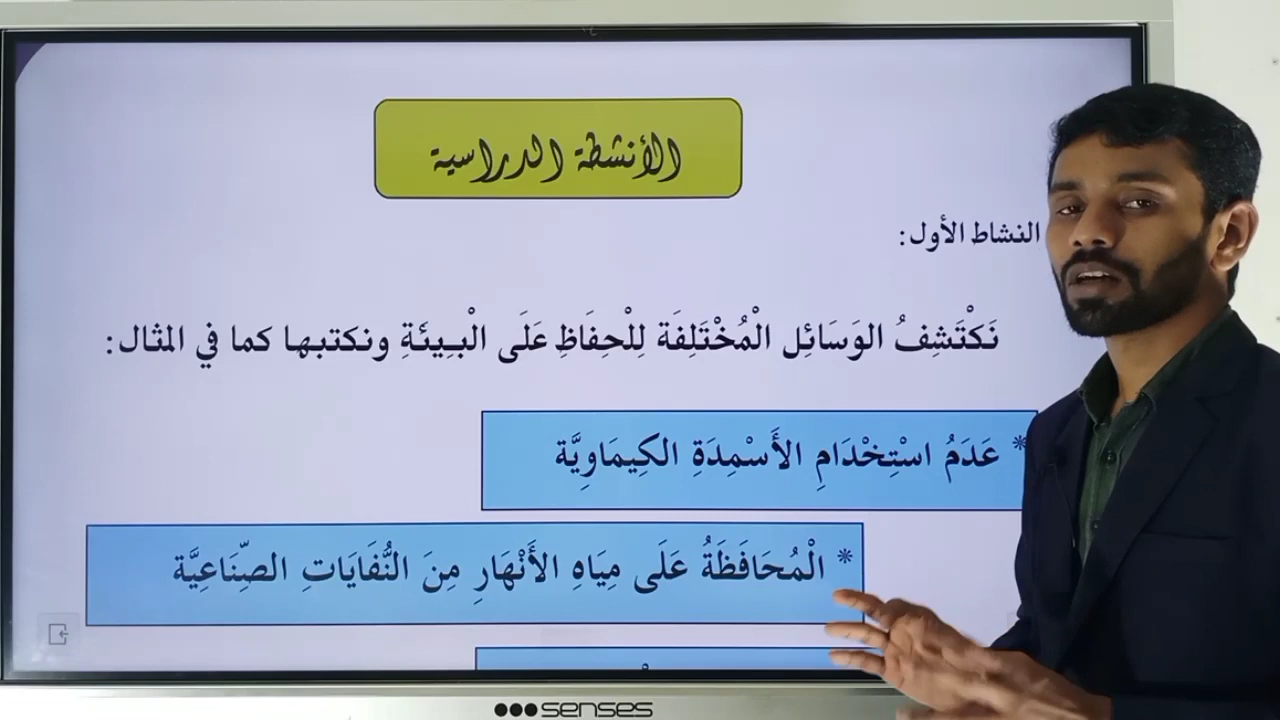 الأنشطة الدراسية
النشاط الأول:
نَكْتَشِفُ الوَسَائِل الْمُخْتَلِفَة لِلْحِفَاظِ عَلَى الْبِيئَةِ ونكتبها كما في المثال:
* عَدَمُ اسْتِخْدَامِ الأَسْمِدَةِ الكِيمَاوِيَّة
* الْمُحَافَظَةُ عَلَى مِيَاهِ الأَنْهَارِ مِنَ النُّفَايَاتِ الصِّنَاعِيَّة
senses